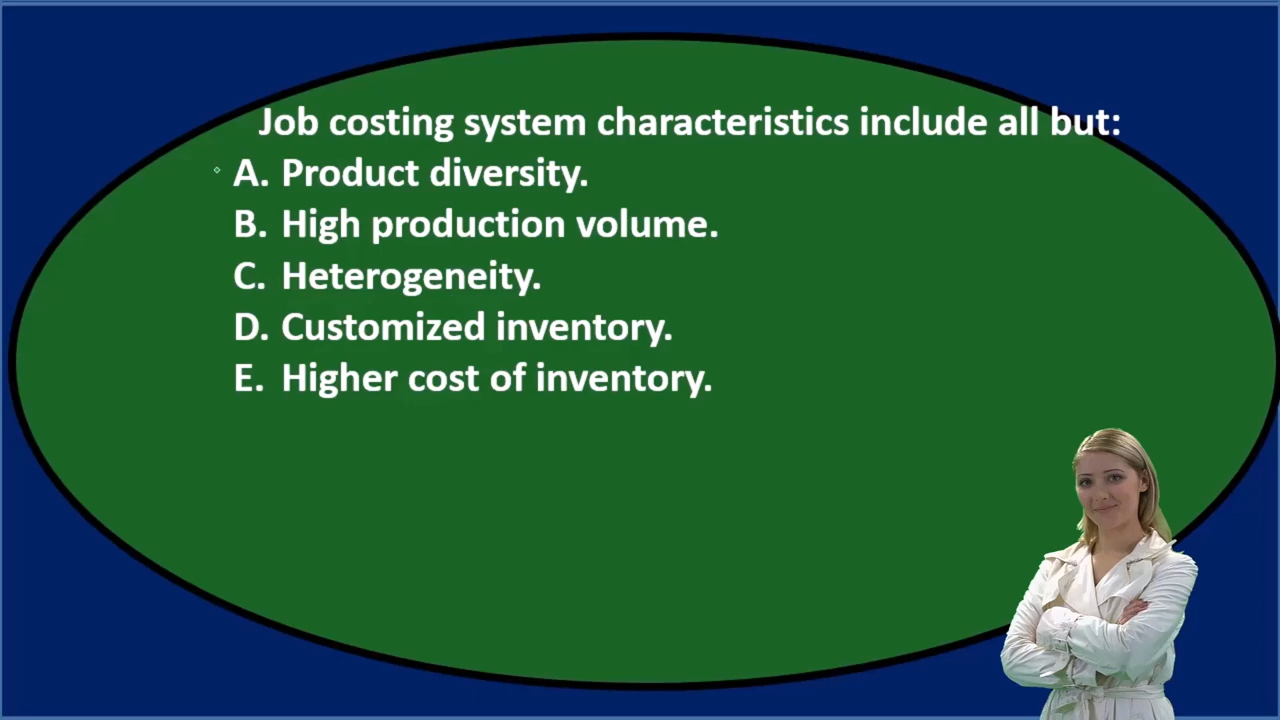 Job costing system characteristics include all but:
A. Product diversity.
B. High production volume.
C. Heterogeneity.
D. Customized inventory.
E. Higher cost of inventory.